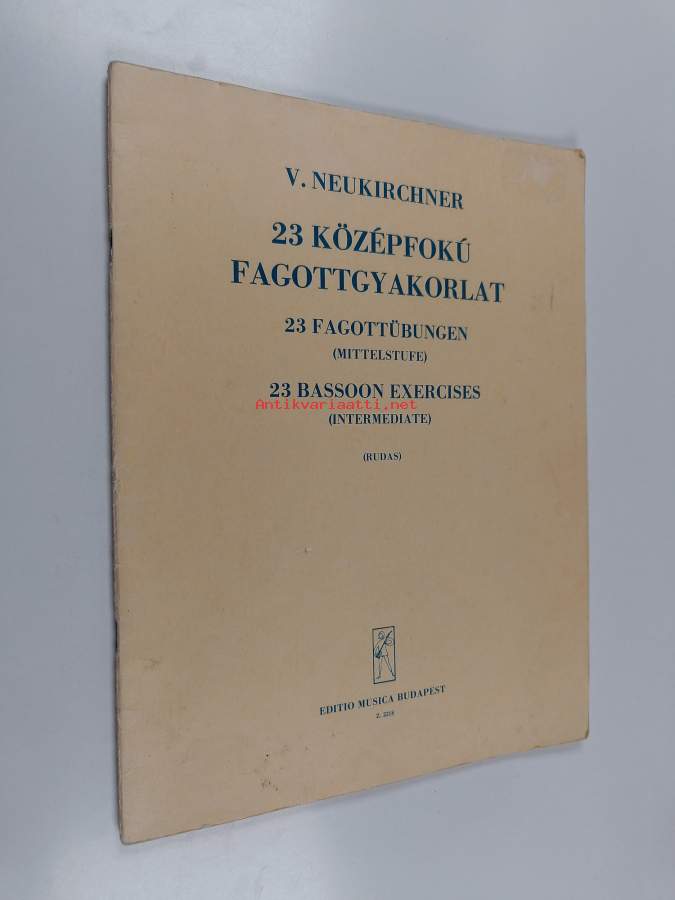 V. NEUKIRCHNER
23 KÖZÉPFOKÚ
FAGOTTGYAKORLAT
23 FAGOTTÜBUNGEN
(MITTELSTUFE)
23 BASSOON EXERCISES
Antikvariaatti.net
(INTERMEDIATE)
(RUDAS)
EDITIO MUSICA BUDAPEST